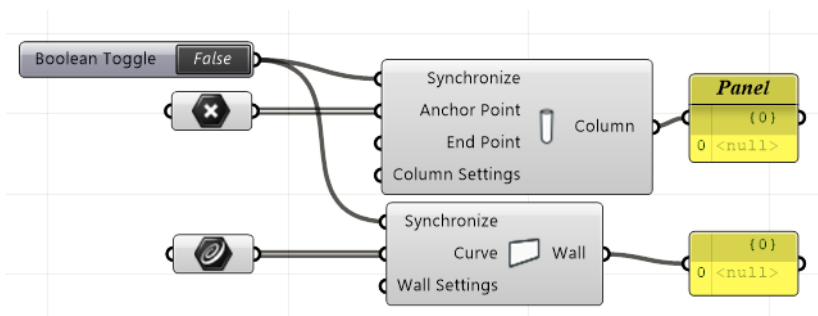 Boolean Toggle False
Synchronize
Anchor Point
End Point
Column Settings
Column
Panel
{0}
0 <null>
Synchronize
Curve
Wall Settings
Wall
{0}
0 <null>